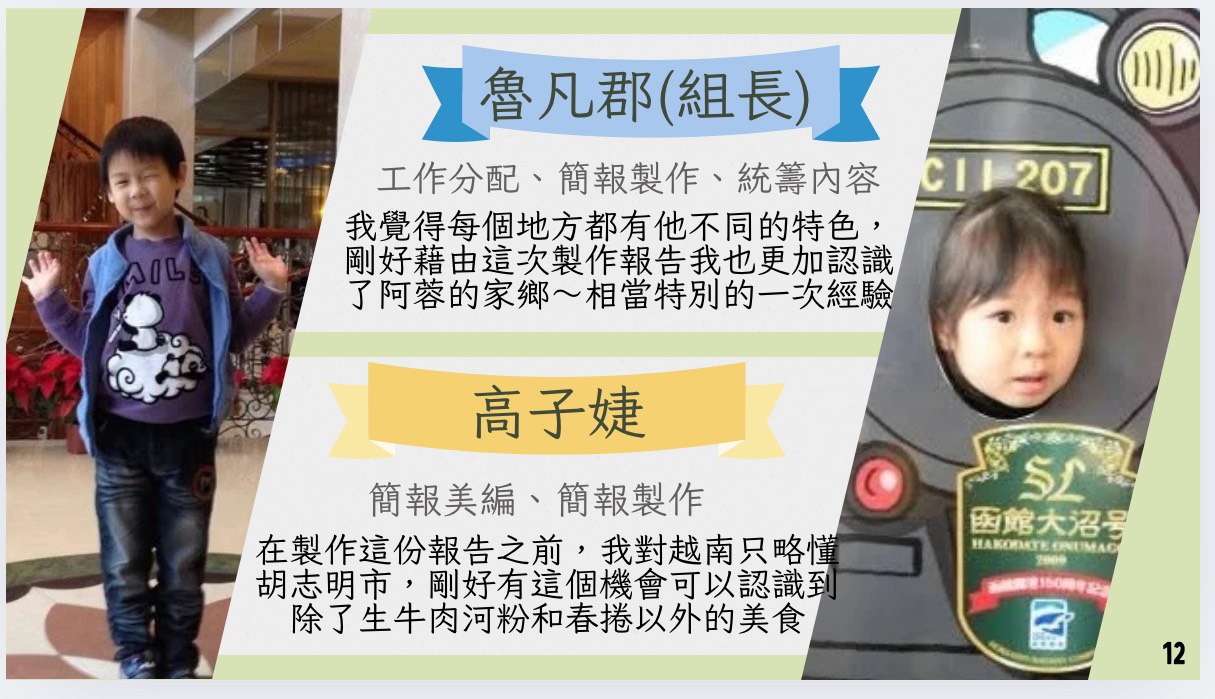 魯凡郡(組長)
工作分配、簡報製作、統籌內容
我覺得每個地方都有他不同的特色，
剛好藉由這次製作報告我也更加認識
了阿蓉的家鄉～相當特別的一次經驗
高子婕
簡報美編、簡報製作
在製作這份報告之前，我對越南只略懂
胡志明市，剛好有這個機會可以認識到
除了生牛肉河粉和春捲以外的美食
C11 207
SL
函館大沼号
HAKODATE ONUMAG
2009
12